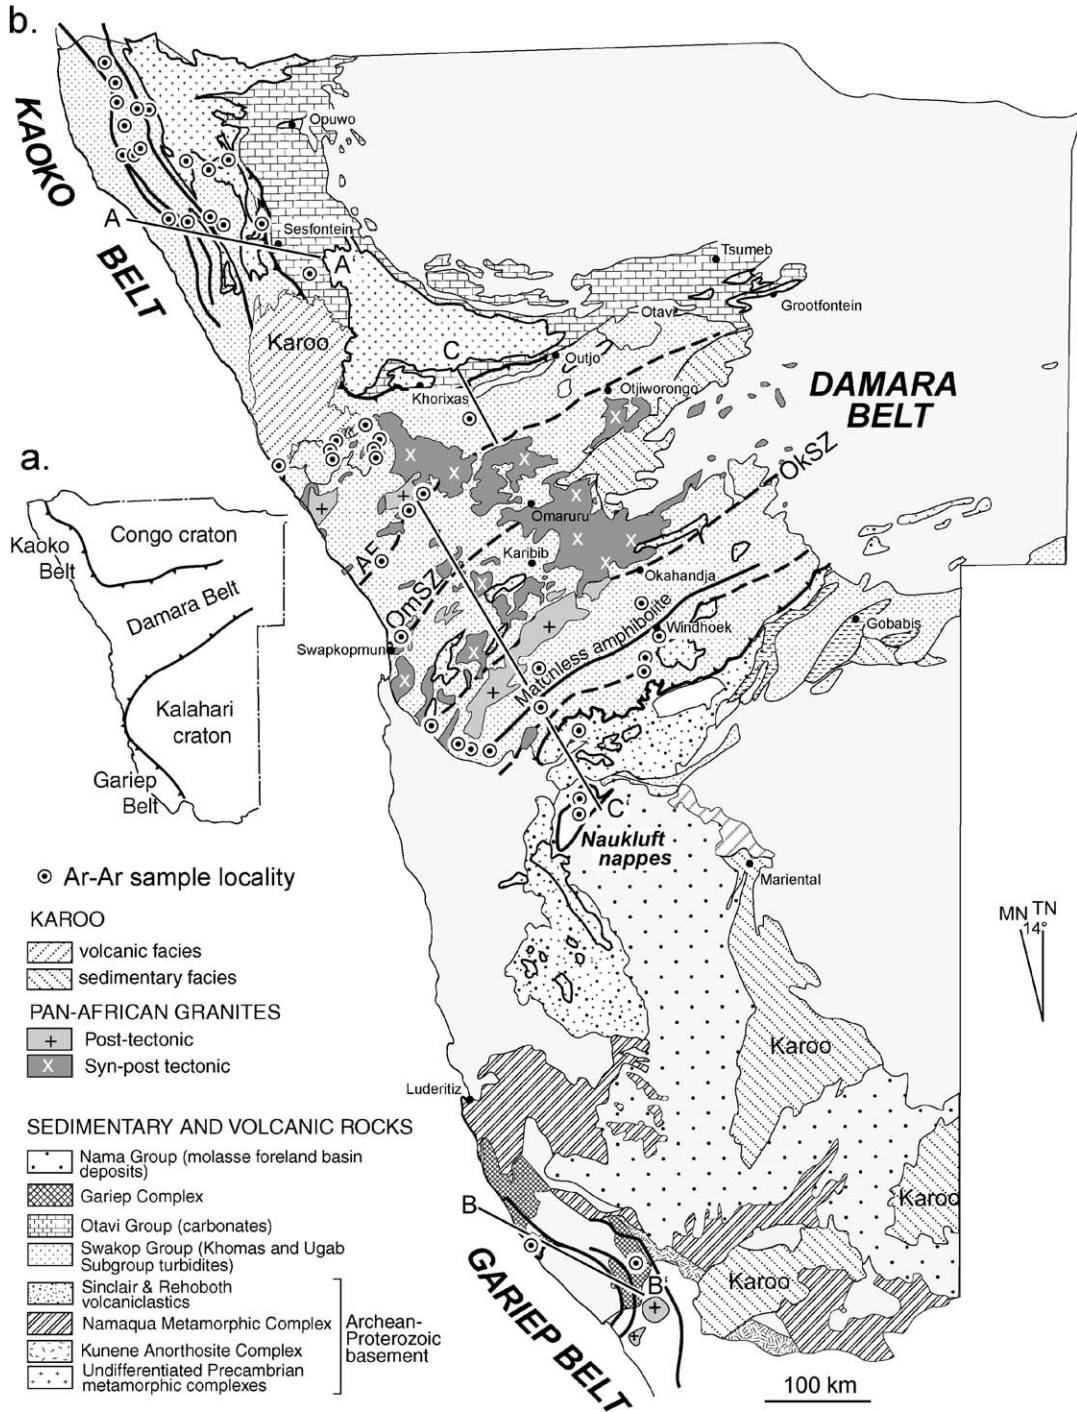 b.
KAOKO
BELT
Opuwo
A
Sesfontein
A'
Tsumeb
Grootfontein
Otavi
Karoo
C
Outjo
Khorixas
Otjiworongo
DAMARA
BELT
OkSZ
a.
Congo craton
Kaoko
Belt
Damara Belt
Kalahari
craton
Gariep
Belt
Omaruru
AF
Karibib
OmSZ
Okahandja
Matchless amphibolite
Windhoek
Gobabis
Swapkopmund
C'
Naukluft
nappes
Mariental
MN TN
14°
Karoo
Luderitiz
Karoo
B
B'
Karoo
GARIEP BELT
100 km
Ar-Ar sample locality
KAROO
volcanic facies
sedimentary facies
PAN-AFRICAN GRANITES
+ Post-tectonic
X Syn-post tectonic
SEDIMENTARY AND VOLCANIC ROCKS
Nama Group (molasse foreland basin
deposits)
Gariep Complex
Otavi Group (carbonates)
Swakop Group (Khomas and Ugab
Subgroup turbidites)
Sinclair & Rehoboth
volcaniclastics
Namaqua Metamorphic Complex
Kunene Anorthosite Complex
Undifferentiated Precambrian
metamorphic complexes
Archean-
Proterozoic
basement